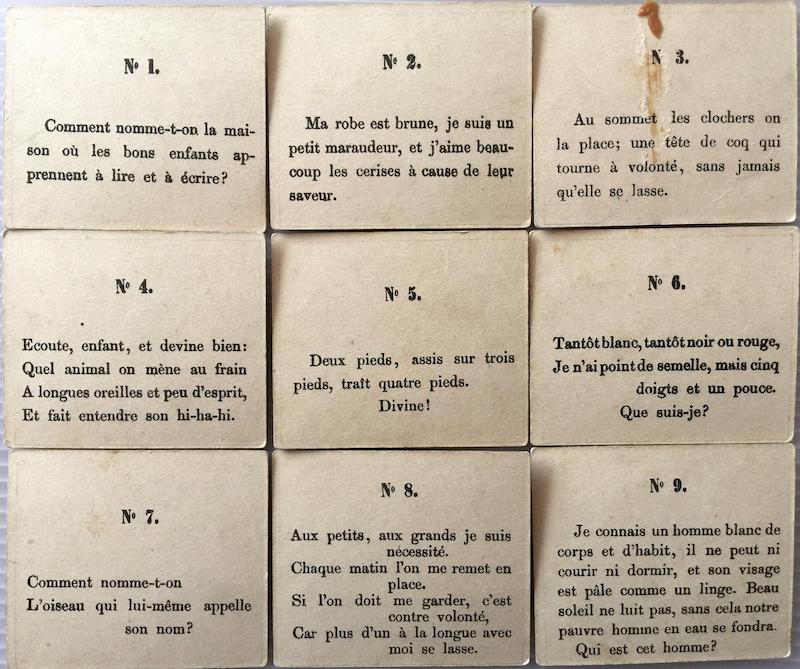 Nº 1.
Comment nomme-t-on la mai-
son où les bons enfants ap-
prennent à lire et à écrire?
Nº 2.
Ma robe est brune, je suis un
petit maraudeur, et j'aime beau-
coup les cerises à cause de leur
saveur.
Nº 3.
Au sommet les clochers on
la place; une tête de coq qui
tourne à volonté, sans jamais
qu'elle se lasse.
Nº 4.
Ecoute, enfant, et devine bien:
Quel animal on mène au frain
A longues oreilles et peu d'esprit,
Et fait entendre son hi-ha-hi.
Nº 5.
Deux pieds, assis sur trois
pieds, traît quatre pieds.
Divine!
Nº 6.
Tantôt blanc, tantôt noir ou rouge,
Je n'ai point de semelle, mais cinq
doigts et un pouce.
Que suis-je?
Nº 7.
Comment nomme-t-on
L'oiseau qui lui-même appelle
son nom?
Nº 8.
Aux petits, aux grands je suis
nécessité.
Chaque matin l'on me remet en
place.
Si l'on doit me garder, c'est
contre volonté,
Car plus d'un à la longue avec
moi se lasse.
Nº 9.
Je connais un homme blanc de
corps et d'habit, il ne peut ni
courir ni dormir, et son visage
est pâle comme un linge. Beau
soleil ne luit pas, sans cela notre
pauvre homme en eau se fondra.
Qui est cet homme?